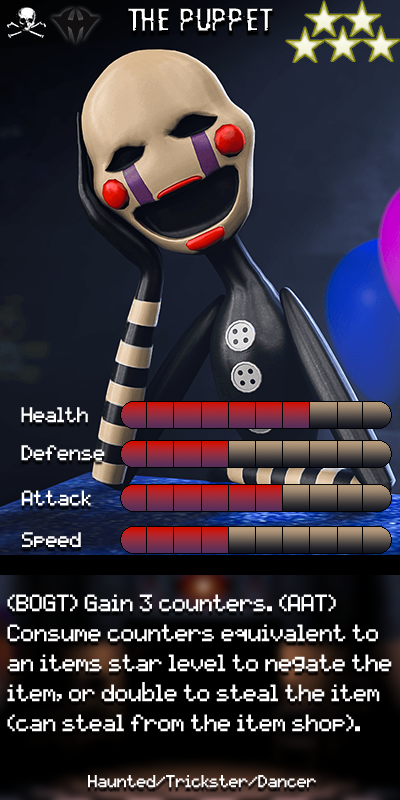 THE PUPPET
Health
Defense
Attack
Speed
(BOGT) Gain 3 counters. (AAT)
Consume counters equivalent to
an items star level to negate the
item, or double to steal the item
(can steal from the item shop).
Haunted/Trickster/Dancer